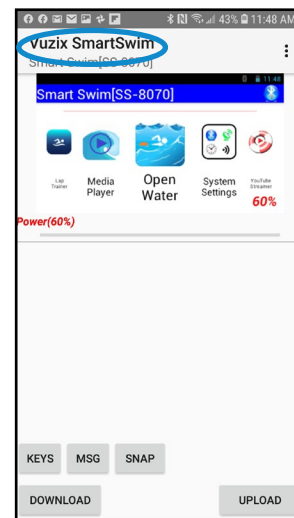 43% 11:48 AM
Vuzix SmartSwim
Smart Swim[SS-8070]
11:48
Smart Swim[SS-8070]
Lap Trainer
Media Player
Open Water
System Settings
YouTube Streamer
60%
Power(60%)
KEYS MSG SNAP
DOWNLOAD UPLOAD